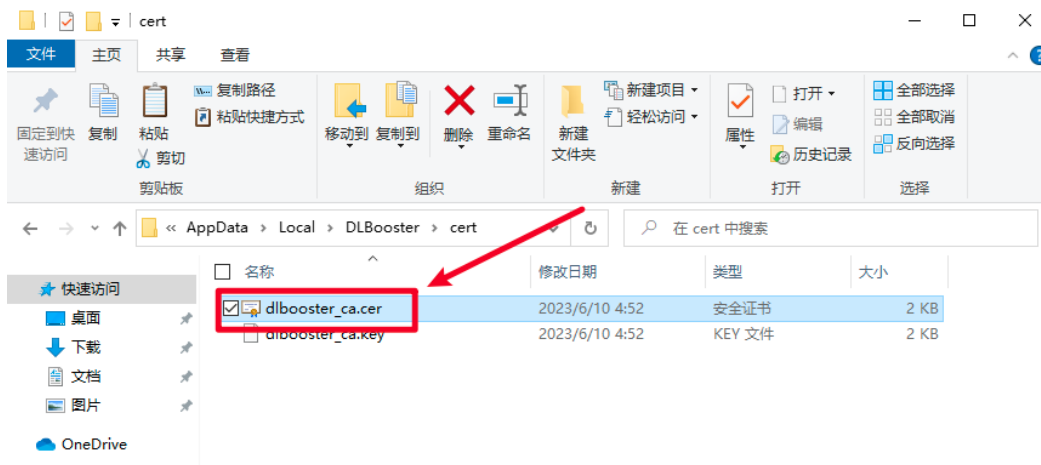 cert
文件 主页 共享 查看
固定到快速访问
复制
粘贴
复制路径
粘贴快捷方式
剪切
剪贴板
移动到 复制到 删除 重命名
组织
新建文件夹
新建项目
轻松访问
新建
属性
打开
编辑
历史记录
打开
全部选择
全部取消
反向选择
选择
« AppData › Local › DLBooster › cert
在 cert 中搜索
名称 修改日期 类型 大小
dlbooster_ca.cer 2023/6/10 4:52 安全证书 2 KB
dlbooster_ca.key 2023/6/10 4:52 KEY 文件 2 KB
快速访问
桌面
下载
文档
图片
OneDrive